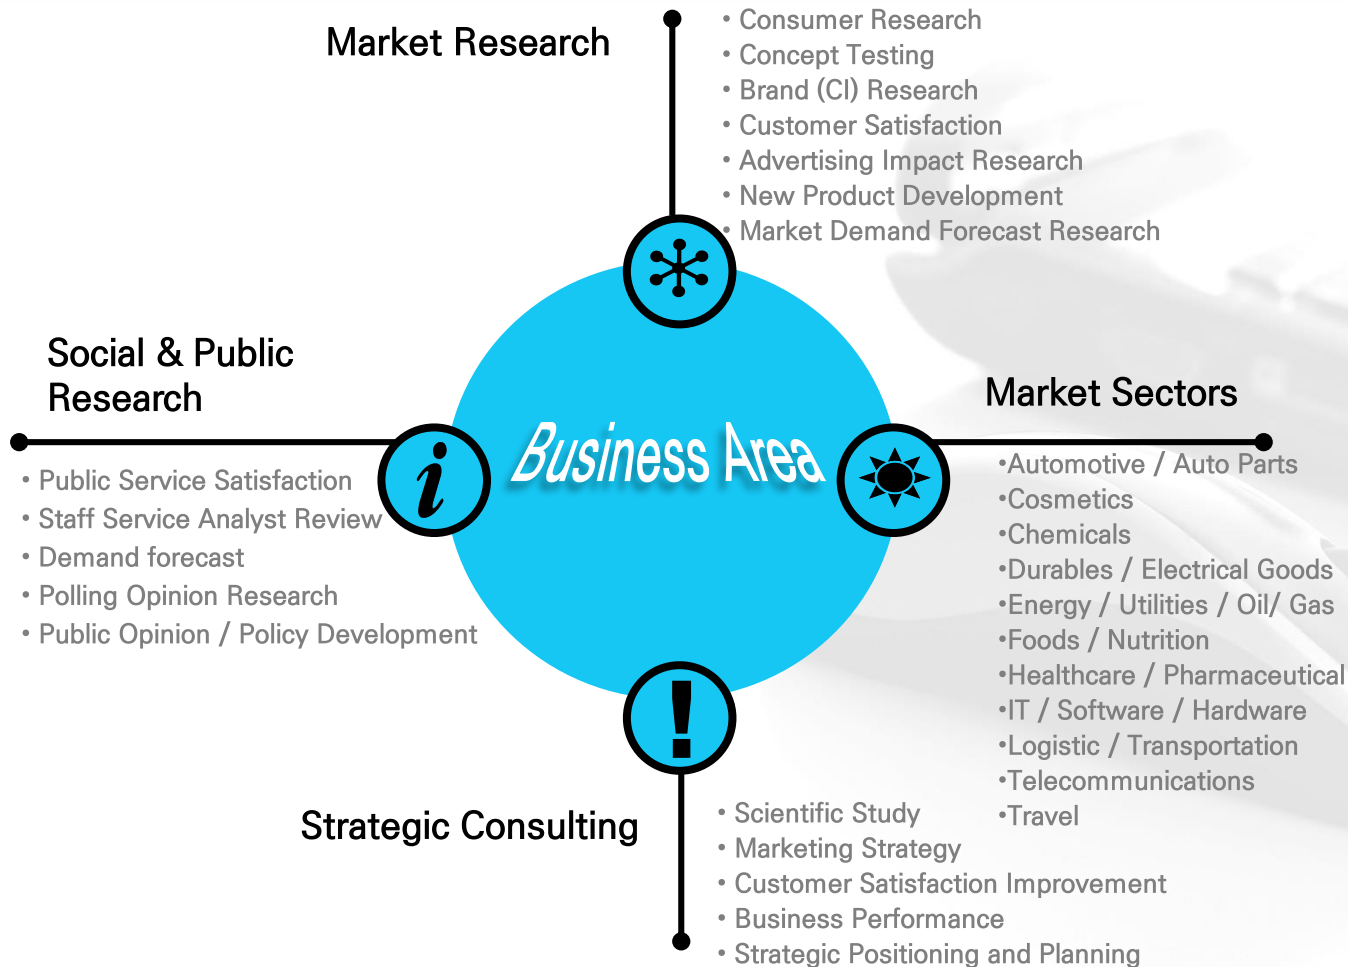 Market Research
• Consumer Research
• Concept Testing
• Brand (CI) Research
• Customer Satisfaction
• Advertising Impact Research
• New Product Development
• Market Demand Forecast Research
Social & Public
Research
• Public Service Satisfaction
• Staff Service Analyst Review
• Demand forecast
• Polling Opinion Research
• Public Opinion / Policy Development
i
Business Area
Market Sectors
•Automotive / Auto Parts
•Cosmetics
•Chemicals
•Durables / Electrical Goods
•Energy / Utilities / Oil/ Gas
•Foods / Nutrition
•Healthcare / Pharmaceutical
•IT / Software / Hardware
•Logistic / Transportation
•Telecommunications
•Travel
!
Strategic Consulting
• Scientific Study
• Marketing Strategy
• Customer Satisfaction Improvement
• Business Performance
• Strategic Positioning and Planning